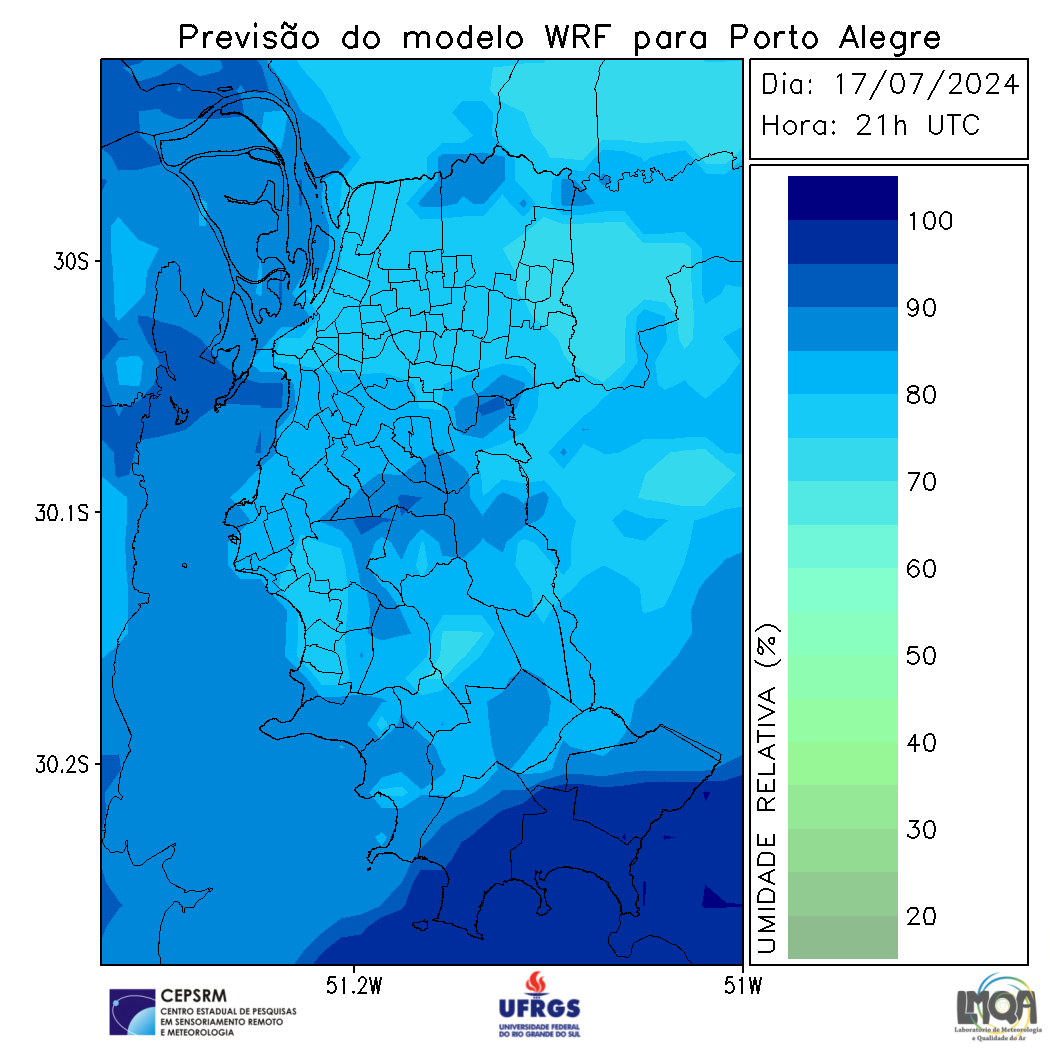 Previsão do modelo WRF para Porto Alegre
Dia: 17/07/2024
Hora: 21h UTC
30S
30.1S
30.2S
51.2W
51W
100
90
80
70
60
50
40
30
20
UMIDADE RELATIVA (%)
CEPSRM
CENTRO ESTADUAL DE PESQUISAS
EM SENSORIAMENTO REMOTO
E METEOROLOGIA
UFRGS
UNIVERSIDADE FEDERAL
DO RIO GRANDE DO SUL
LMQA
Laboratório de Meteorologia
e Qualidade do Ar